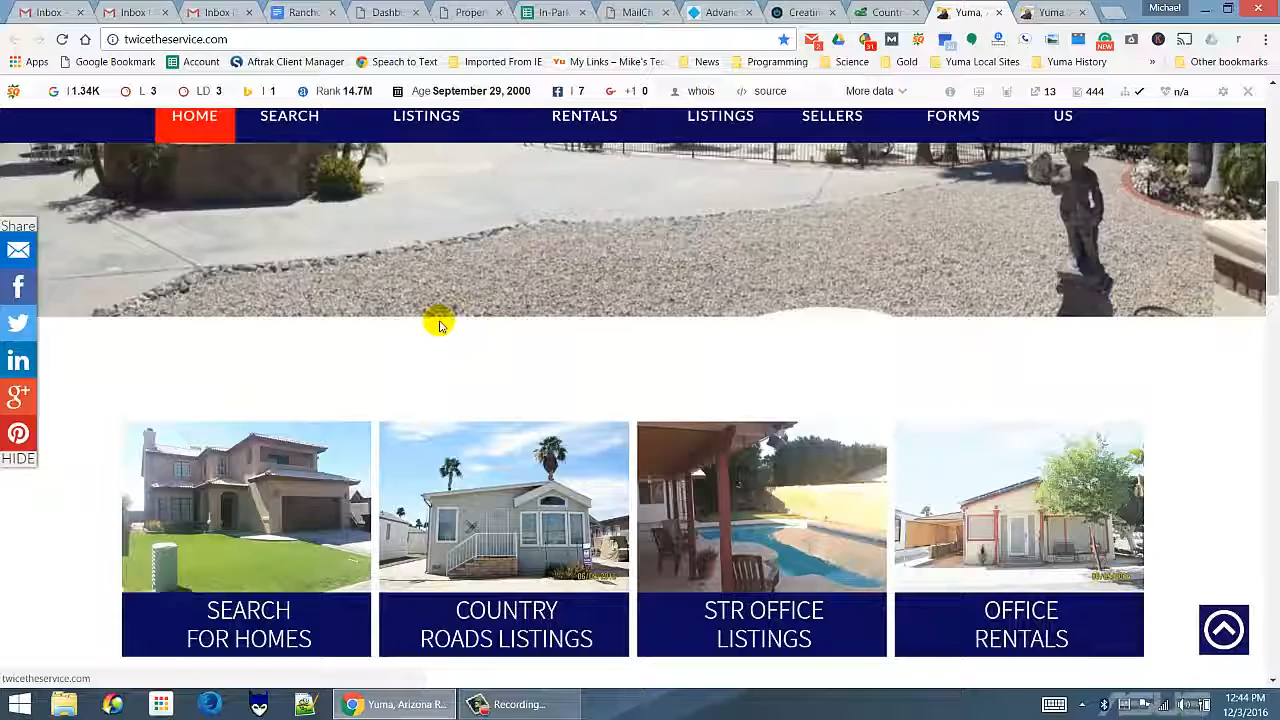 Inbox
Inbox
Inbox
Ranch
Dashb
Proper
In-Park
MailCh
Advan
Creatin
Countr
Yuma,
Yuma,
Michael
twicetheservice.com
2
31
NEW
Apps
Google Bookmark
Account
Aftrak Client Manager
Speech to Text
Imported From IE
My Links – Mike's Te
News
Programming
Science
Gold
Yuma Local Sites
Yuma History
»
Other bookmarks
I 1.34K
L 3
LD 3
I 1
Rank 14.7M
Age September 29, 2000
I 7
+1 0
whois
source
More data
13
444
n/a
HOME
SEARCH
LISTINGS
RENTALS
LISTINGS
SELLERS
FORMS
US
Share
HIDE
SEARCH
FOR HOMES
COUNTRY
ROADS LISTINGS
STR OFFICE
LISTINGS
OFFICE
RENTALS
twicetheservice.com
Yuma, Arizona R...
Recording...
12:44 PM
12/3/2016